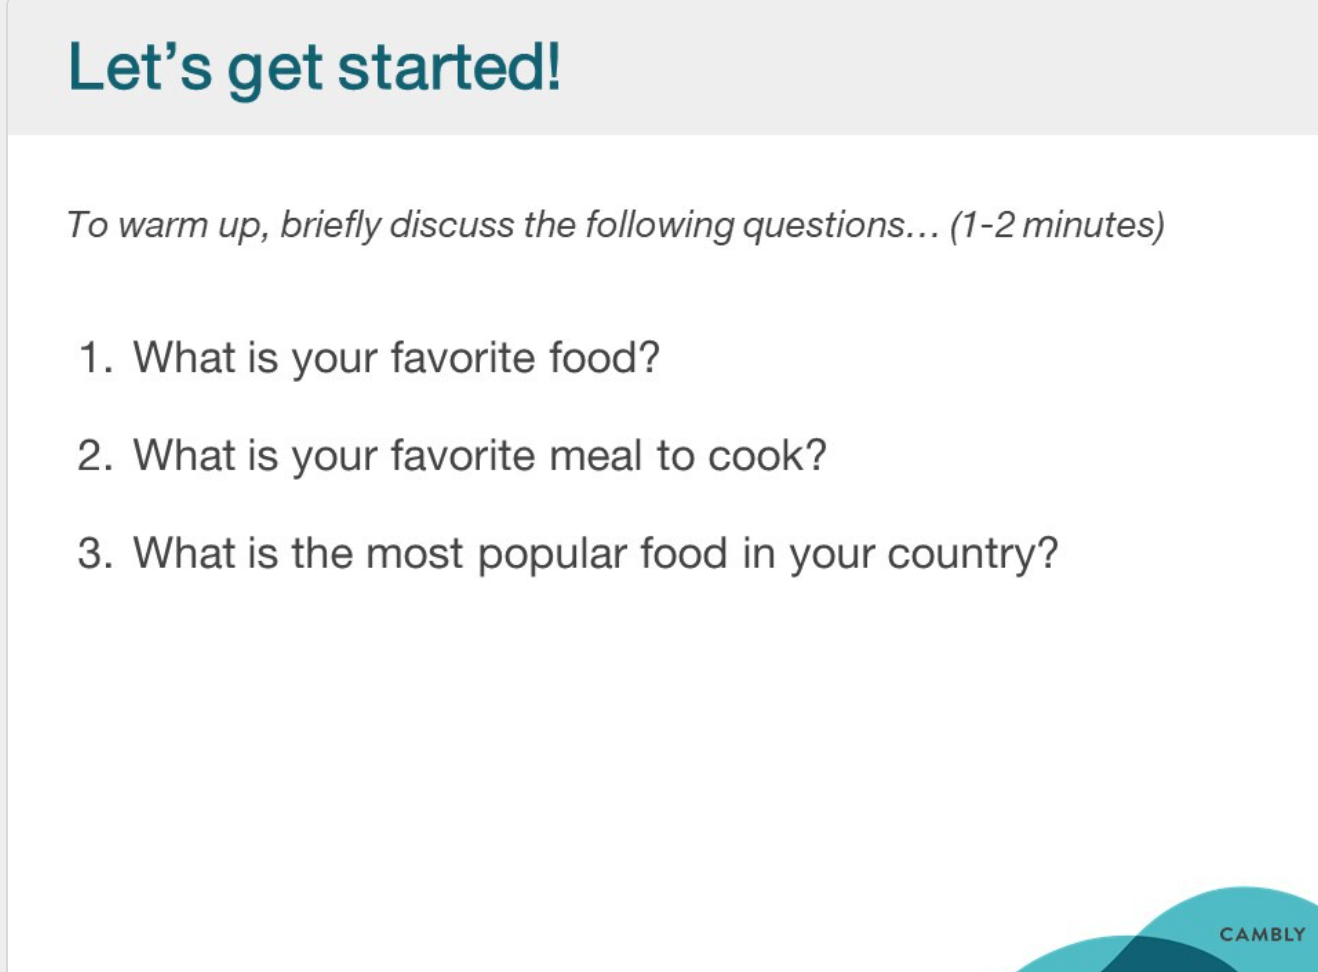 Let’s get started!
To warm up, briefly discuss the following questions... (1-2 minutes)
1. What is your favorite food?
2. What is your favorite meal to cook?
3. What is the most popular food in your country?
CAMBLY